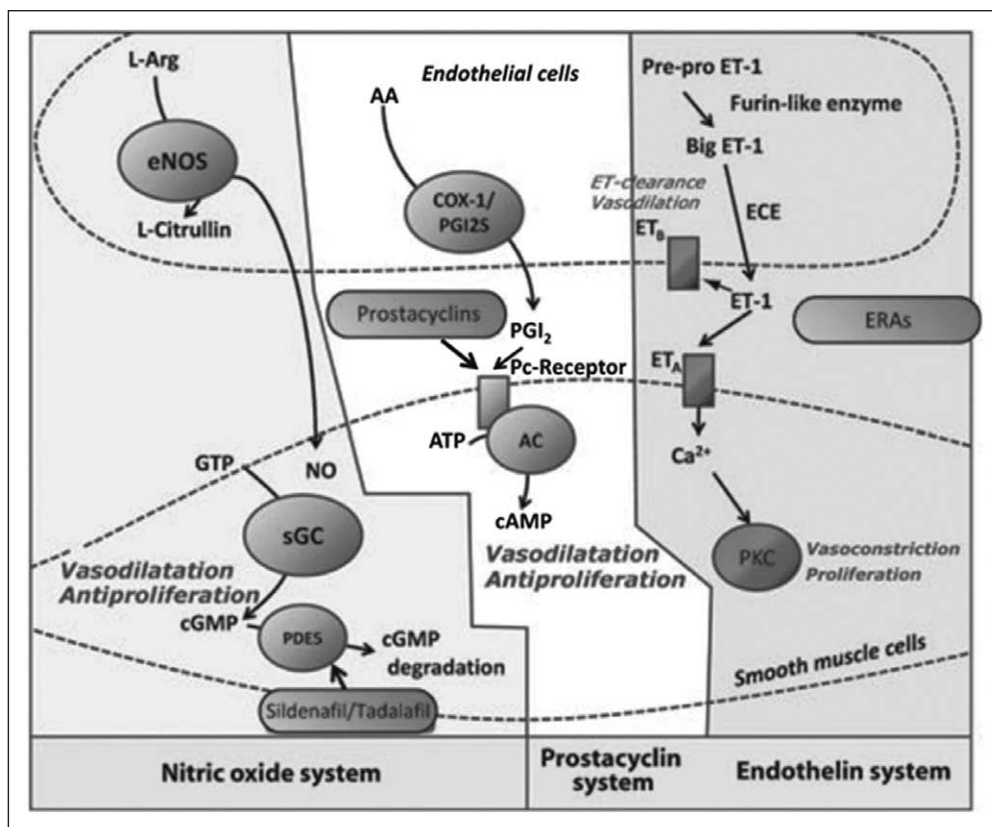 L-Arg
eNOS
L-Citrullin
GTP
NO
sGC
Vasodilatation
Antiproliferation
cGMP
PDE5
cGMP
degradation
Sildenafil/Tadalafil
Endothelial cells
AA
COX-1/
PGI2S
Prostacyclins
PGI₂
Pc-Receptor
ATP
AC
cAMP
Vasodilatation
Antiproliferation
Pre-pro ET-1
Furin-like enzyme
Big ET-1
ET-clearance
Vasodilation
ECE
ET_B
ET-1
ERAs
ET_A
Ca²⁺
PKC
Vasoconstriction
Proliferation
Smooth muscle cells
Nitric oxide system
Prostacyclin
system
Endothelin system